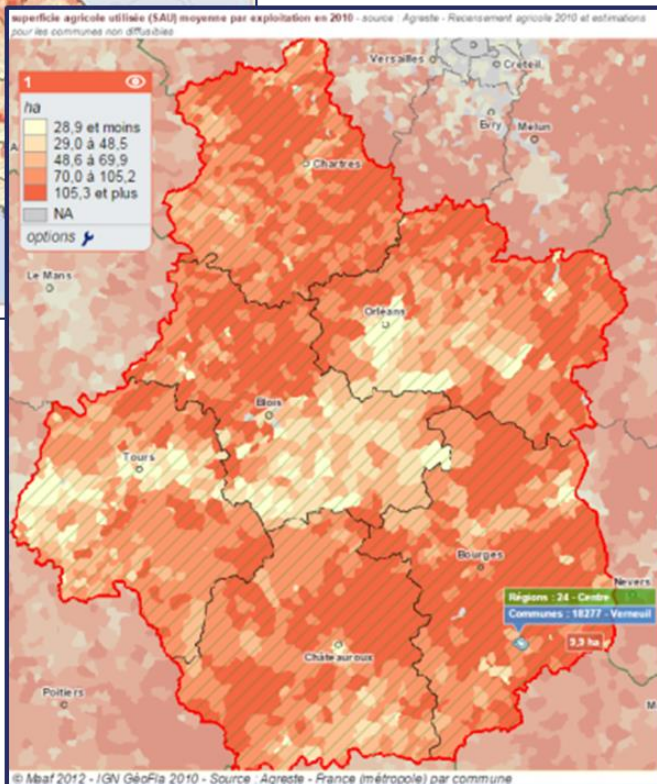 superficie agricole utilisée (SAU) moyenne par exploitation en 2010 - source : Agreste - Recensement agricole 2010 et estimations
pour les communes non diffusibles
1
ha
28,9 et moins
29,0 à 48,5
48,6 à 69,9
70,0 à 105,2
105,3 et plus
NA
options
Versailles
Créteil
Evry
Melun
Chartres
Le Mans
Orléans
Blois
Tours
Bourges
Nevers
Régions : 24 - Centre
Communes : 18277 - Verneuil
3,3 ha
Châteauroux
Poitiers
M
© Maaf 2012 - IGN GéoFla 2010 - Source : Agreste - France (métropole) par commune